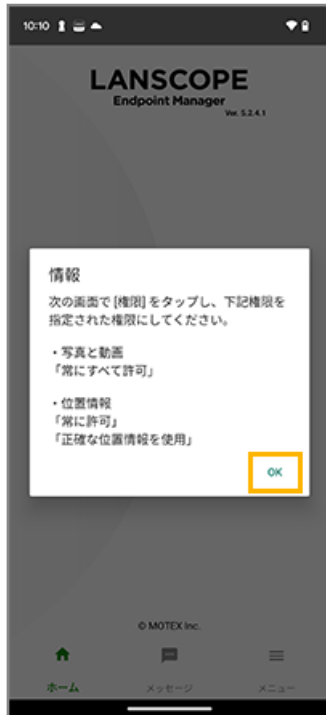 10:10
LANSCOPE
Endpoint Manager
Ver. 5.2.4.1
情報
次の画面で [権限] をタップし、下記権限を
指定された権限にしてください。
・写真と動画
「常にすべて許可」
・位置情報
「常に許可」
「正確な位置情報を使用」
OK
© MOTEX Inc.
ホーム
メッセージ
メニュー